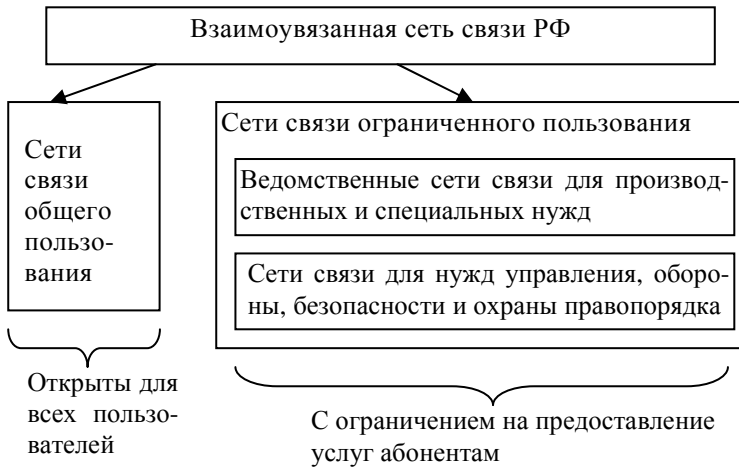 Взаимоувязанная сеть связи РФ
Сети
связи
общего
пользо-
вания
Сети связи ограниченного пользования
Ведомственные сети связи для производ-
ственных и специальных нужд
Сети связи для нужд управления, оборо-
ны, безопасности и охраны правопорядка
Открыты для
всех пользо-
вателей
С ограничением на предоставление
услуг абонентам